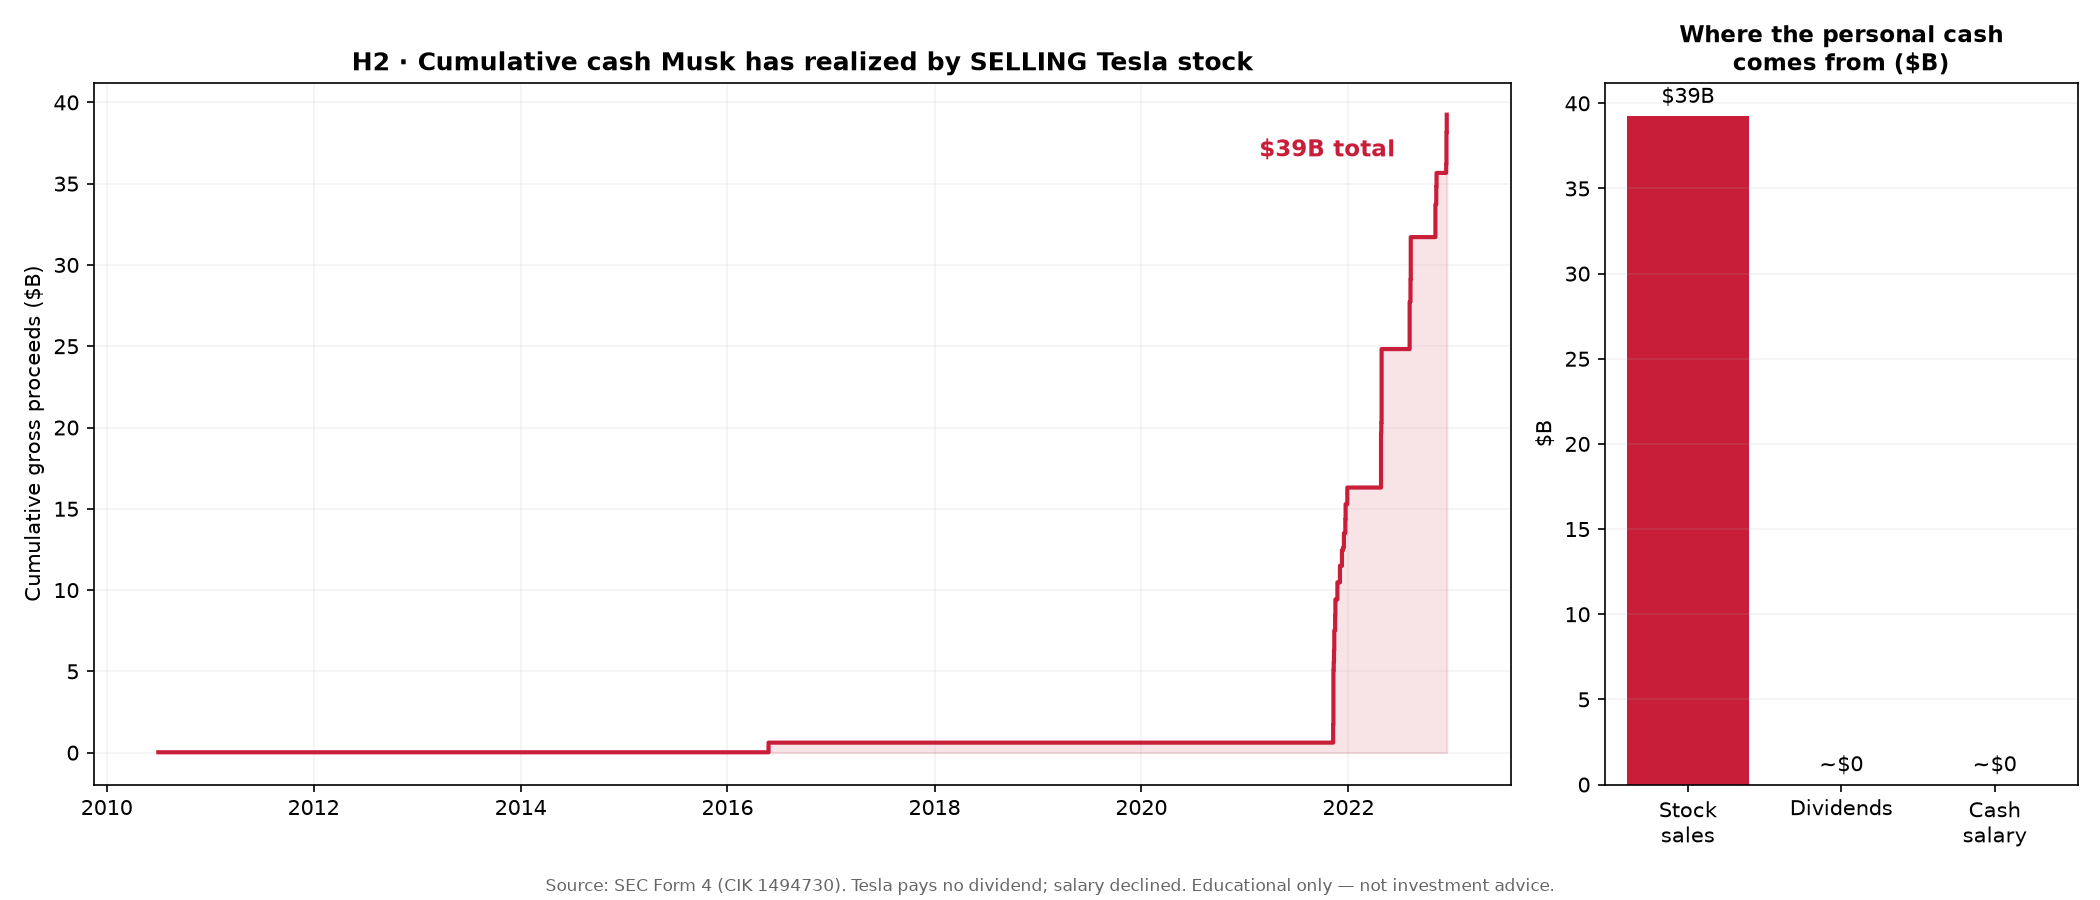 H2 · Cumulative cash Musk has realized by SELLING Tesla stock
Cumulative gross proceeds ($B)
40
35
30
25
20
15
10
5
0
$39B total
2010
2012
2014
2016
2018
2020
2022
Where the personal cash
comes from ($B)
$B
40
35
30
25
20
15
10
5
0
$39B
~$0
~$0
Stock
sales
Dividends
Cash
salary
Source: SEC Form 4 (CIK 1494730). Tesla pays no dividend; salary declined. Educational only — not investment advice.